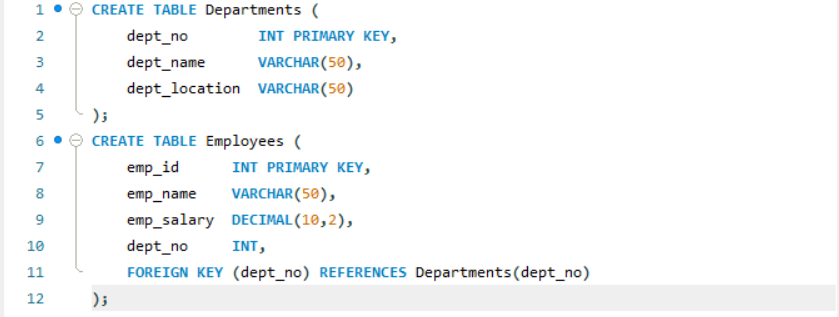 1 CREATE TABLE Departments (
2 dept_no INT PRIMARY KEY,
3 dept_name VARCHAR(50),
4 dept_location VARCHAR(50)
5 );
6 CREATE TABLE Employees (
7 emp_id INT PRIMARY KEY,
8 emp_name VARCHAR(50),
9 emp_salary DECIMAL(10,2),
10 dept_no INT,
11 FOREIGN KEY (dept_no) REFERENCES Departments(dept_no)
12 );